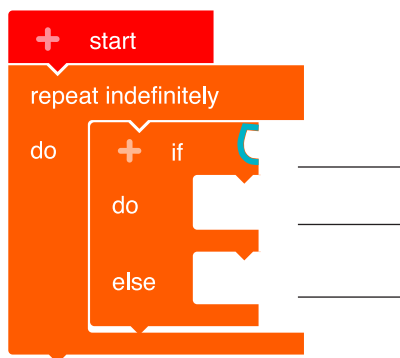 start
repeat indefinitely
do
if
do
else